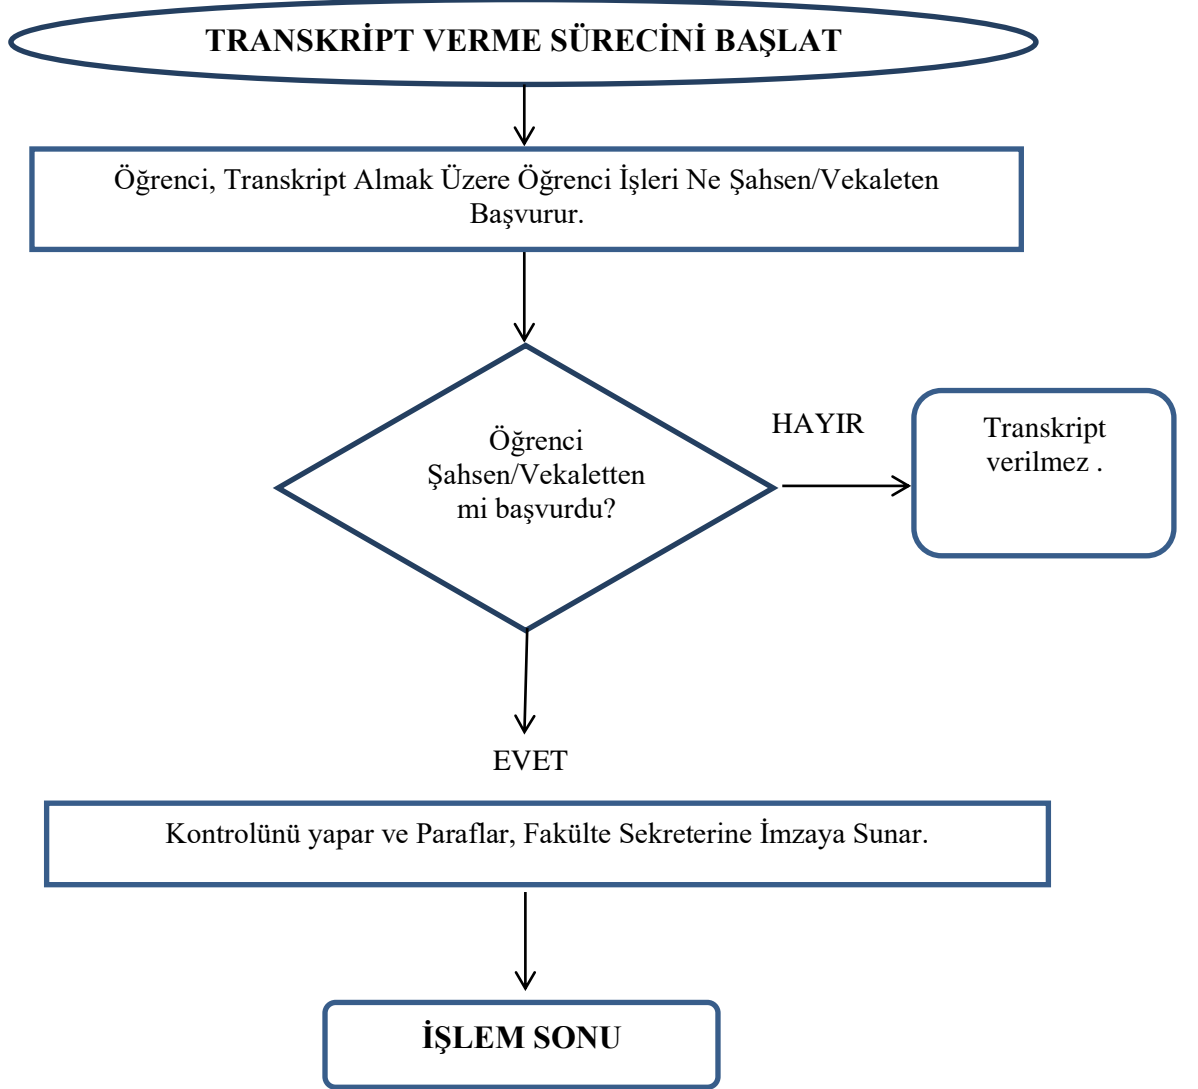 TRANSKRİPT VERME SÜRECİNİ BAŞLAT
Öğrenci, Transkript Almak Üzere Öğrenci İşleri Ne Şahsen/Vekaleten
Başvurur.
Öğrenci
Şahsen/Vekaletten
mi başvurdu?
HAYIR
Transkript
verilmez .
EVET
Kontrolünü yapar ve Paraflar, Fakülte Sekreterine İmzaya Sunar.
İŞLEM SONU